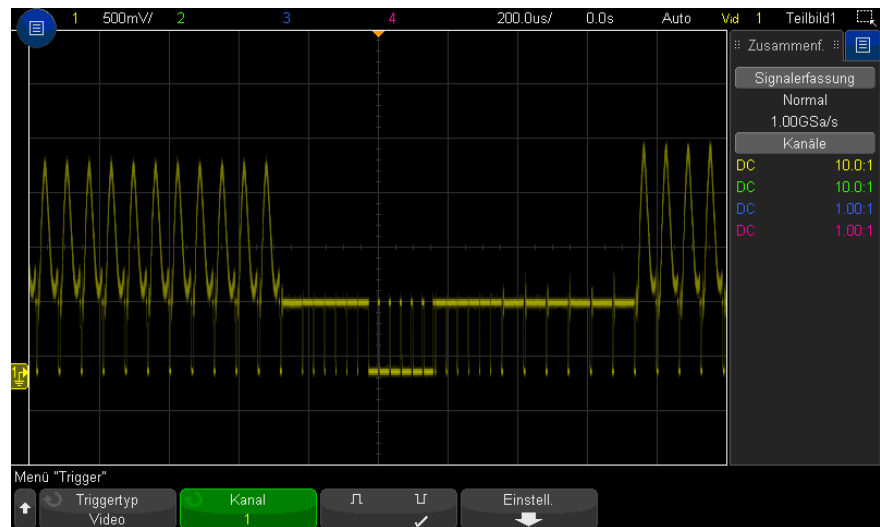 1 500mV/ 2 3 4 200.0us/ 0.0s Auto Vid 1 Teilbild1
Zusammenf.
Signalerfassung
Normal
1.00GSa/s
Kanäle
DC 10.0:1
DC 10.0:1
DC 1.00:1
DC 1.00:1
1
Menü "Trigger"
Triggertyp Kanal Einstell.
Video 1